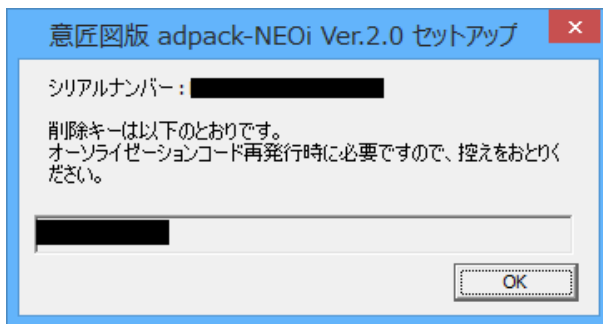 意匠図版 adpack-NEOi Ver.2.0 セットアップ
シリアルナンバー：
削除キーは以下のとおりです。
オーソライゼーションコード再発行時に必要ですので、控えをおとりく
ださい。
OK